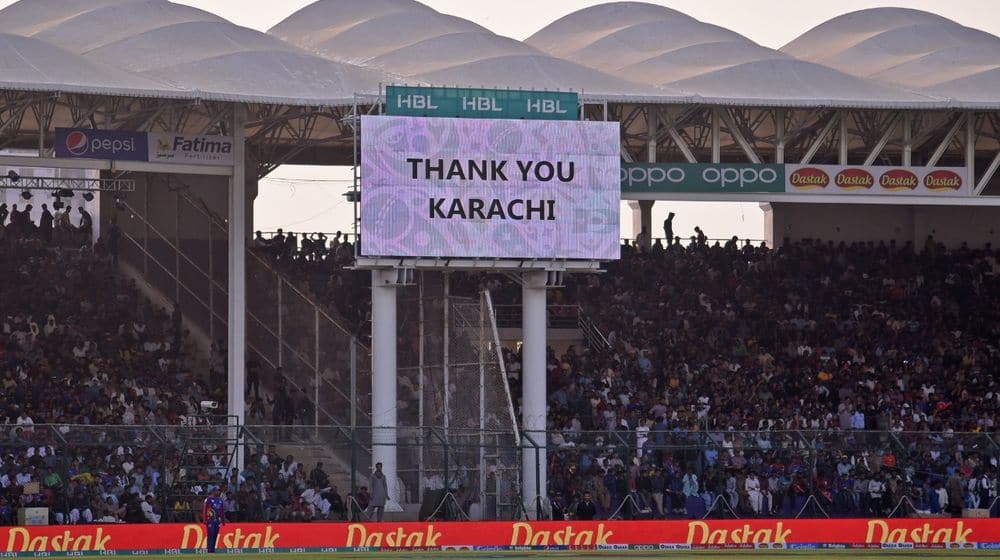 HBL HBL HBL
THANK YOU
KARACHI
pepsi
Fatima
Fertilizer
oppo oppo
Dastak Dastak Dastak Dastak
Dastak Dastak Dastak Dastak Dastak Dastak